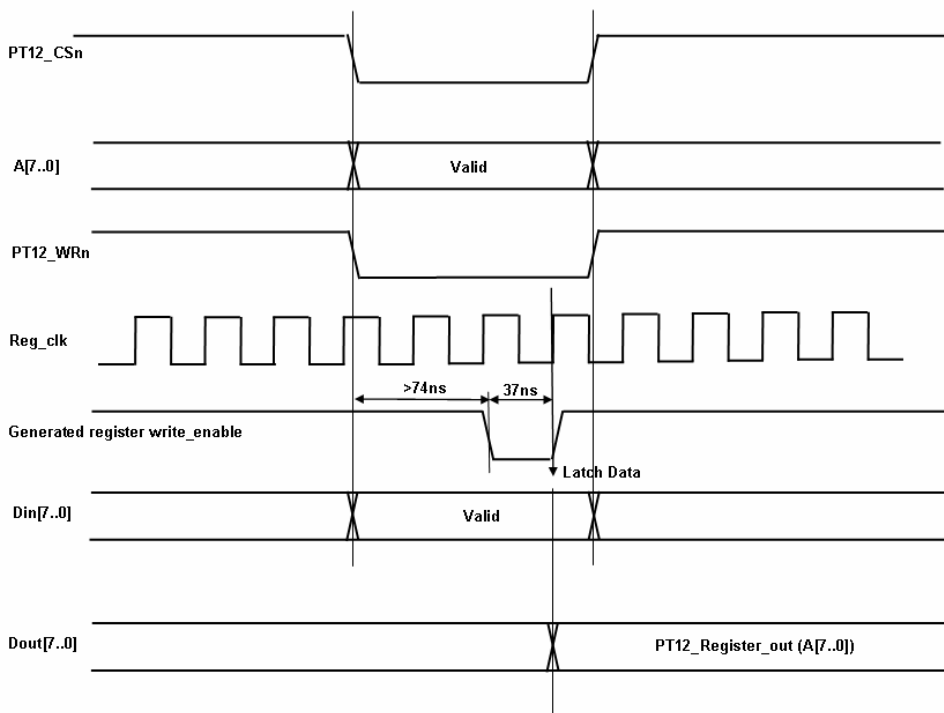 PT12_CSn
A[7..0]
Valid
PT12_WRn
Reg_clk
>74ns
37ns
Generated register write_enable
Latch Data
Din[7..0]
Valid
Dout[7..0]
PT12_Register_out (A[7..0])